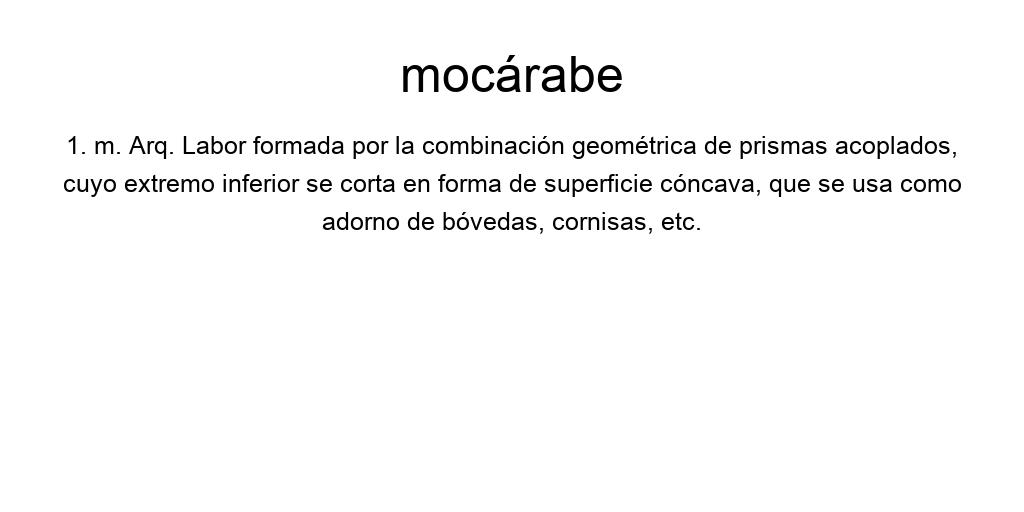 mocárabe
1. m. Arq. Labor formada por la combinación geométrica de prismas acoplados,
cuyo extremo inferior se corta en forma de superficie cóncava, que se usa como
adorno de bóvedas, cornisas, etc.